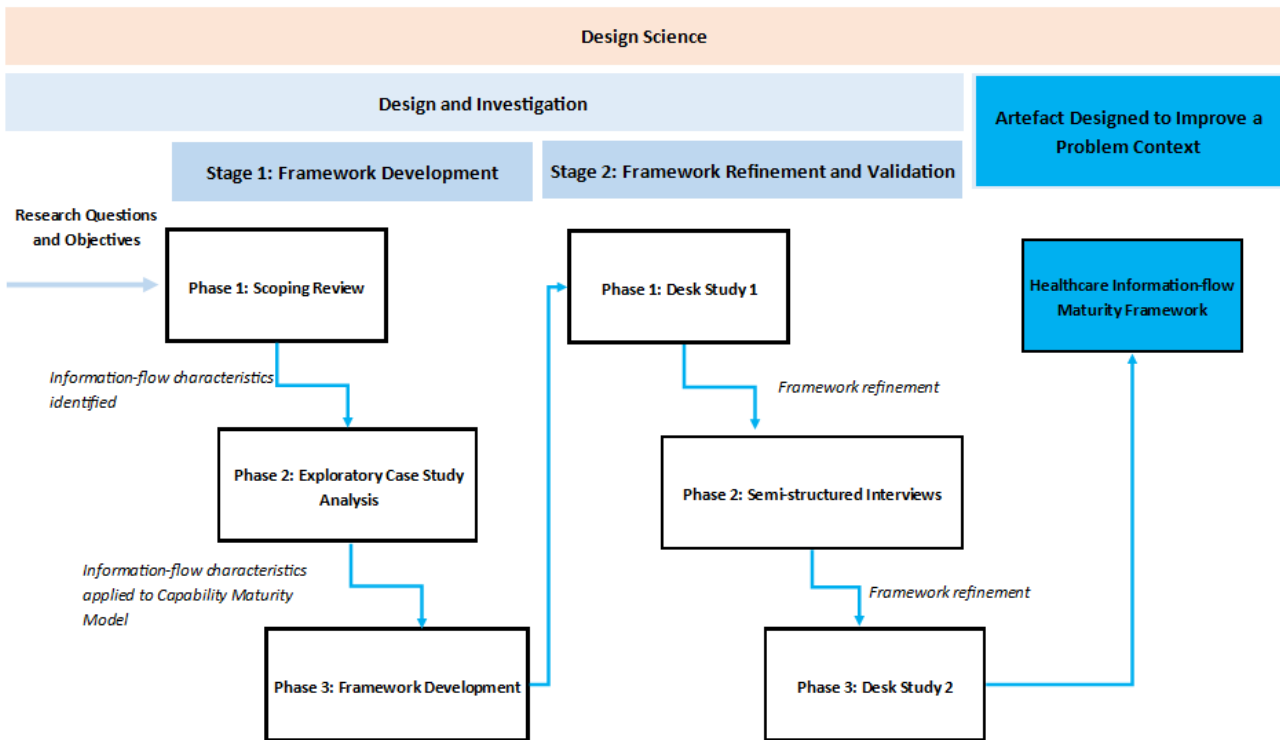 Design Science
Design and Investigation
Artefact Designed to Improve a
Problem Context
Stage 1: Framework Development
Stage 2: Framework Refinement and Validation
Research Questions
and Objectives
Phase 1: Scoping Review
Phase 1: Desk Study 1
Healthcare Information-flow
Maturity Framework
Information-flow characteristics
identified
Framework refinement
Phase 2: Exploratory Case Study
Analysis
Phase 2: Semi-structured Interviews
Information-flow characteristics
applied to Capability Maturity
Model
Framework refinement
Phase 3: Framework Development
Phase 3: Desk Study 2